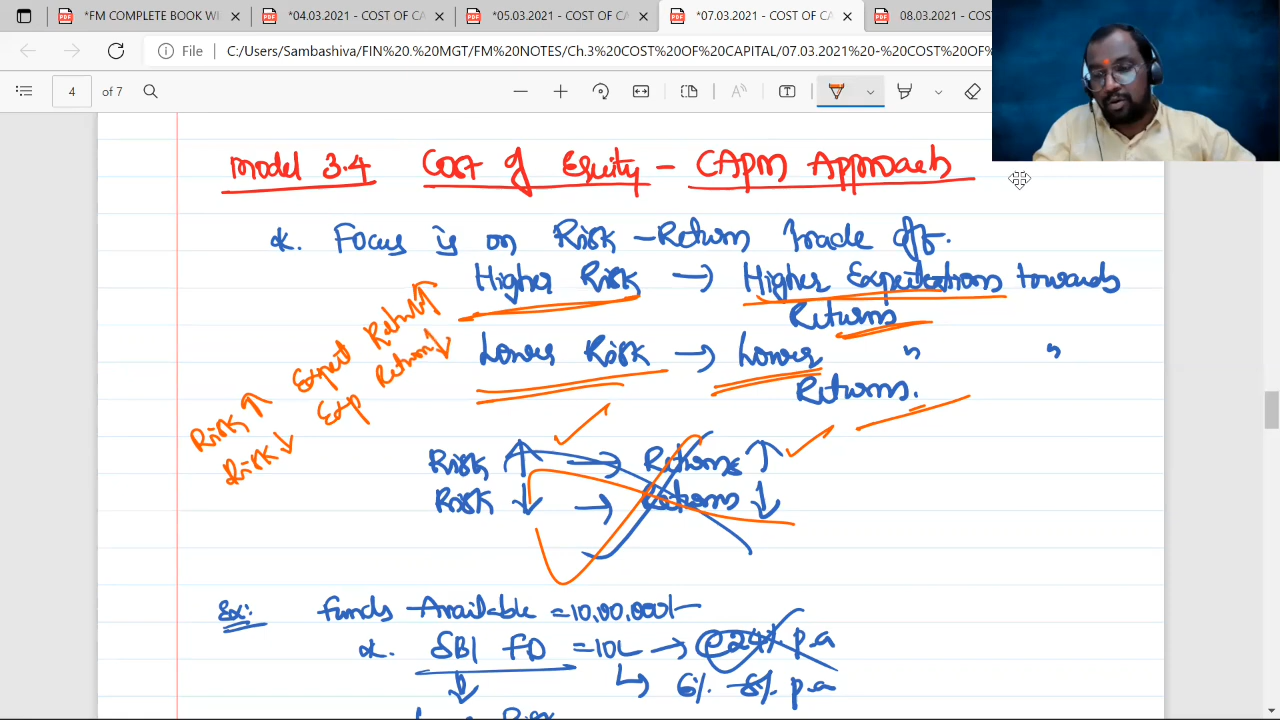 *FM COMPLETE BOOK WI
*04.03.2021 - COST OF CA
*05.03.2021 - COST OF CA
*07.03.2021 - COST OF CA
08.03.2021 - COS
File C:/Users/Sambashiva/FIN%20.%20MGT/FM%20NOTES/Ch.3%20COST%20OF%20CAPITAL/07.03.2021%20-%20COST%20OF%
4 of 7
Model 3.4 Cost of Equity - CAPM Approach
Focus is on Risk - Return trade off.
Higher Risk → Higher Expectations towards
Returns
Lower Risk → Lower " "
Returns.
Risk ↑ Expect Return ↑
Risk ↓ Exp Return ↓
Risk ↑ → Returns ↑
Risk ↓ → Returns ↓
Ex: Funds Available = 10,00,000/-
SBI FD = 10L → @ 24% p.a
↳ 6% - 8% p.a
Risk